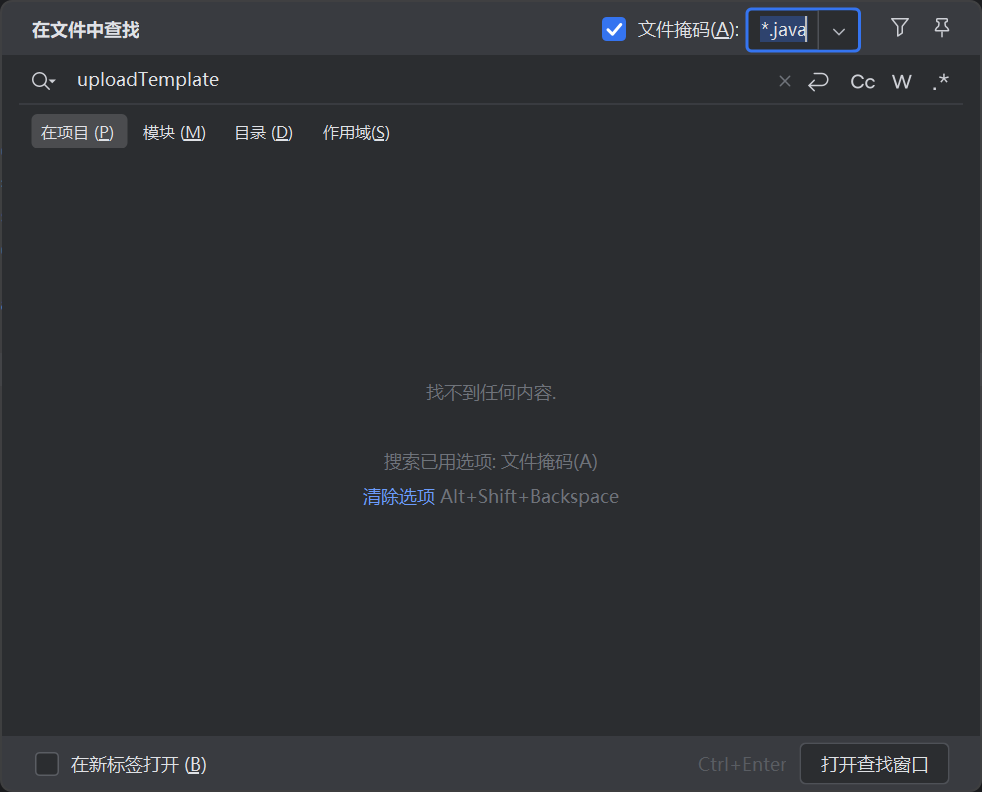 在文件中查找 文件掩码(A): *.java
uploadTemplate Cc W .*
在项目 (P) 模块 (M) 目录 (D) 作用域(S)
找不到任何内容.
搜索已用选项: 文件掩码(A)
清除选项 Alt+Shift+Backspace
在新标签打开 (B) Ctrl+Enter 打开查找窗口